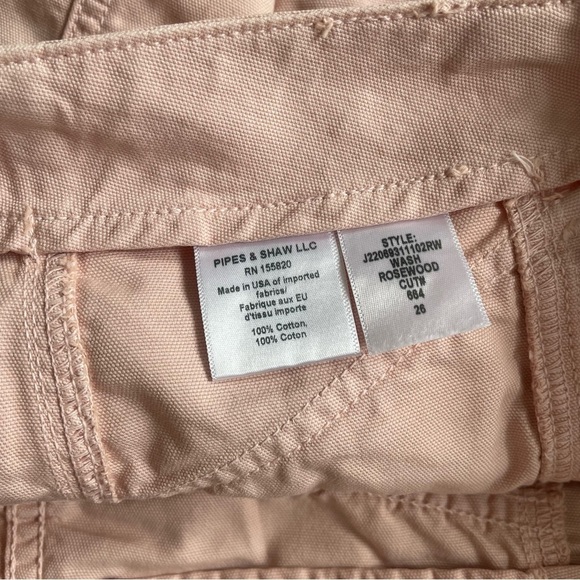 PIPES & SHAW LLC
RN 155820
Made in USA of imported
fabrics/
Fabrique aux EU
d'tissu importe
100% Cotton,
100% Coton
STYLE:
J22069311102RW
WASH
ROSEWOOD
CUT#
664
26